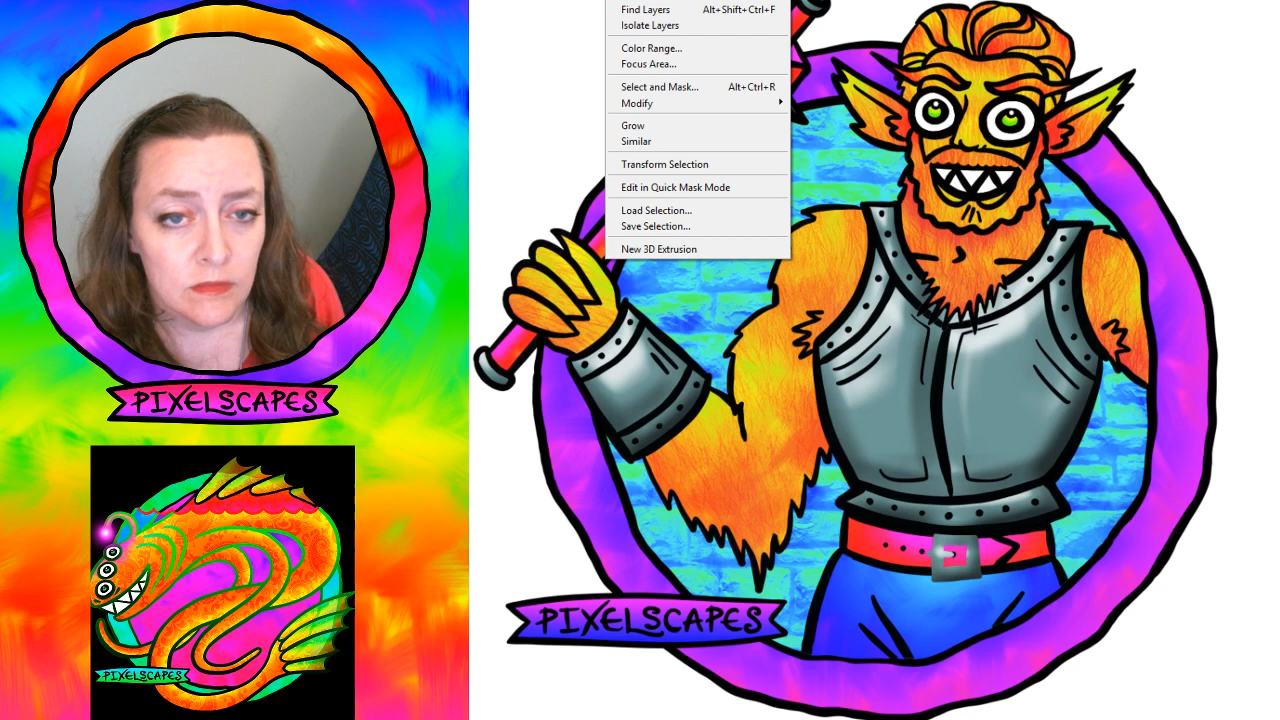 PIXELSCAPES
PIXELSCAPES
Find Layers Alt+Shift+Ctrl+F
Isolate Layers
Color Range...
Focus Area...
Select and Mask... Alt+Ctrl+R
Modify
Grow
Similar
Transform Selection
Edit in Quick Mask Mode
Load Selection...
Save Selection...
New 3D Extrusion
PIXELSCAPES